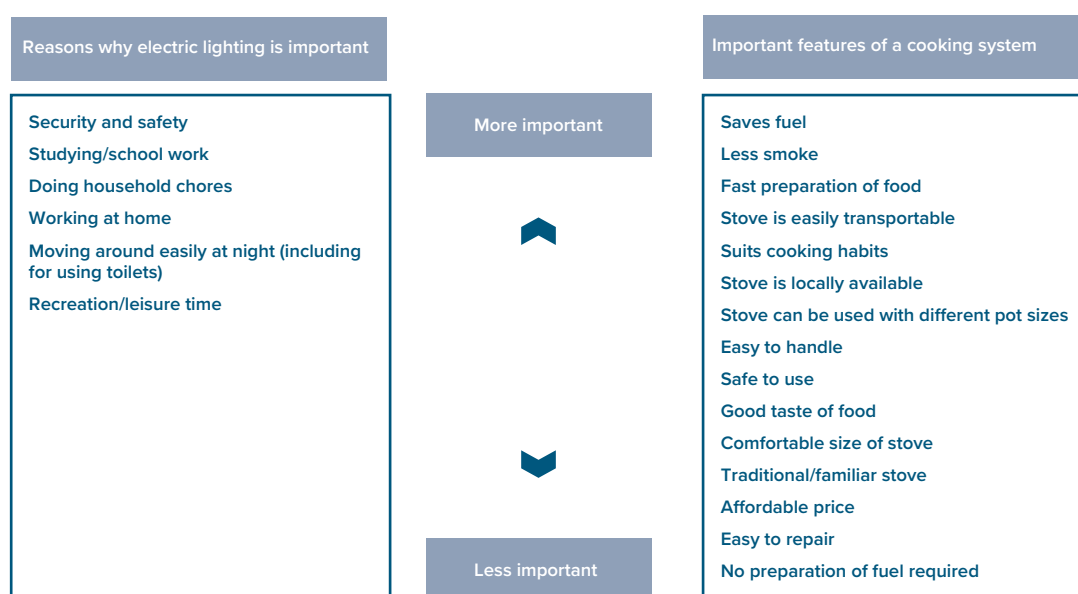 Reasons why electric lighting is important
Security and safety
Studying/school work
Doing household chores
Working at home
Moving around easily at night (including
for using toilets)
Recreation/leisure time
More important
Less important
Important features of a cooking system
Saves fuel
Less smoke
Fast preparation of food
Stove is easily transportable
Suits cooking habits
Stove is locally available
Stove can be used with different pot sizes
Easy to handle
Safe to use
Good taste of food
Comfortable size of stove
Traditional/familiar stove
Affordable price
Easy to repair
No preparation of fuel required